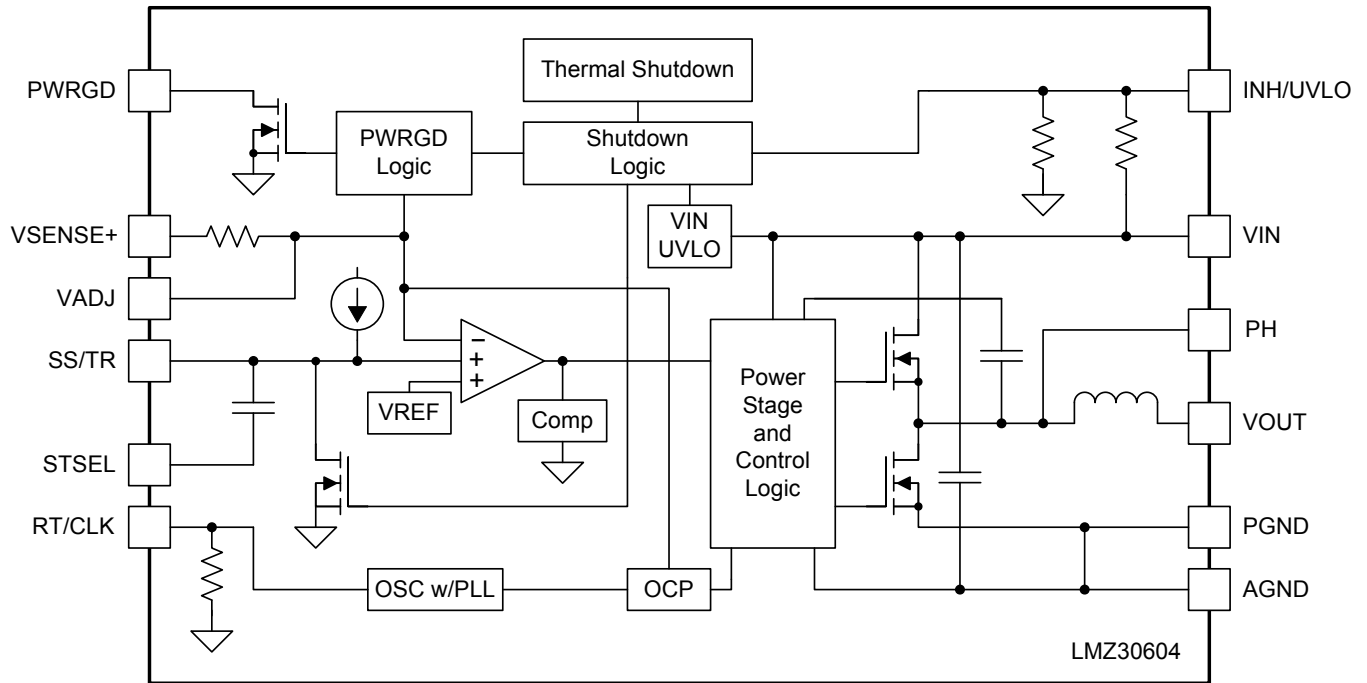 Thermal Shutdown
PWRGD
INH/UVLO
PWRGD
Logic
Shutdown
Logic
VSENSE+
VIN
UVLO
VIN
VADJ
PH
SS/TR
−
+
+
VREF
Comp
Power
Stage
and
Control
Logic
VOUT
STSEL
RT/CLK
PGND
OSC w/PLL
OCP
AGND
LMZ30604